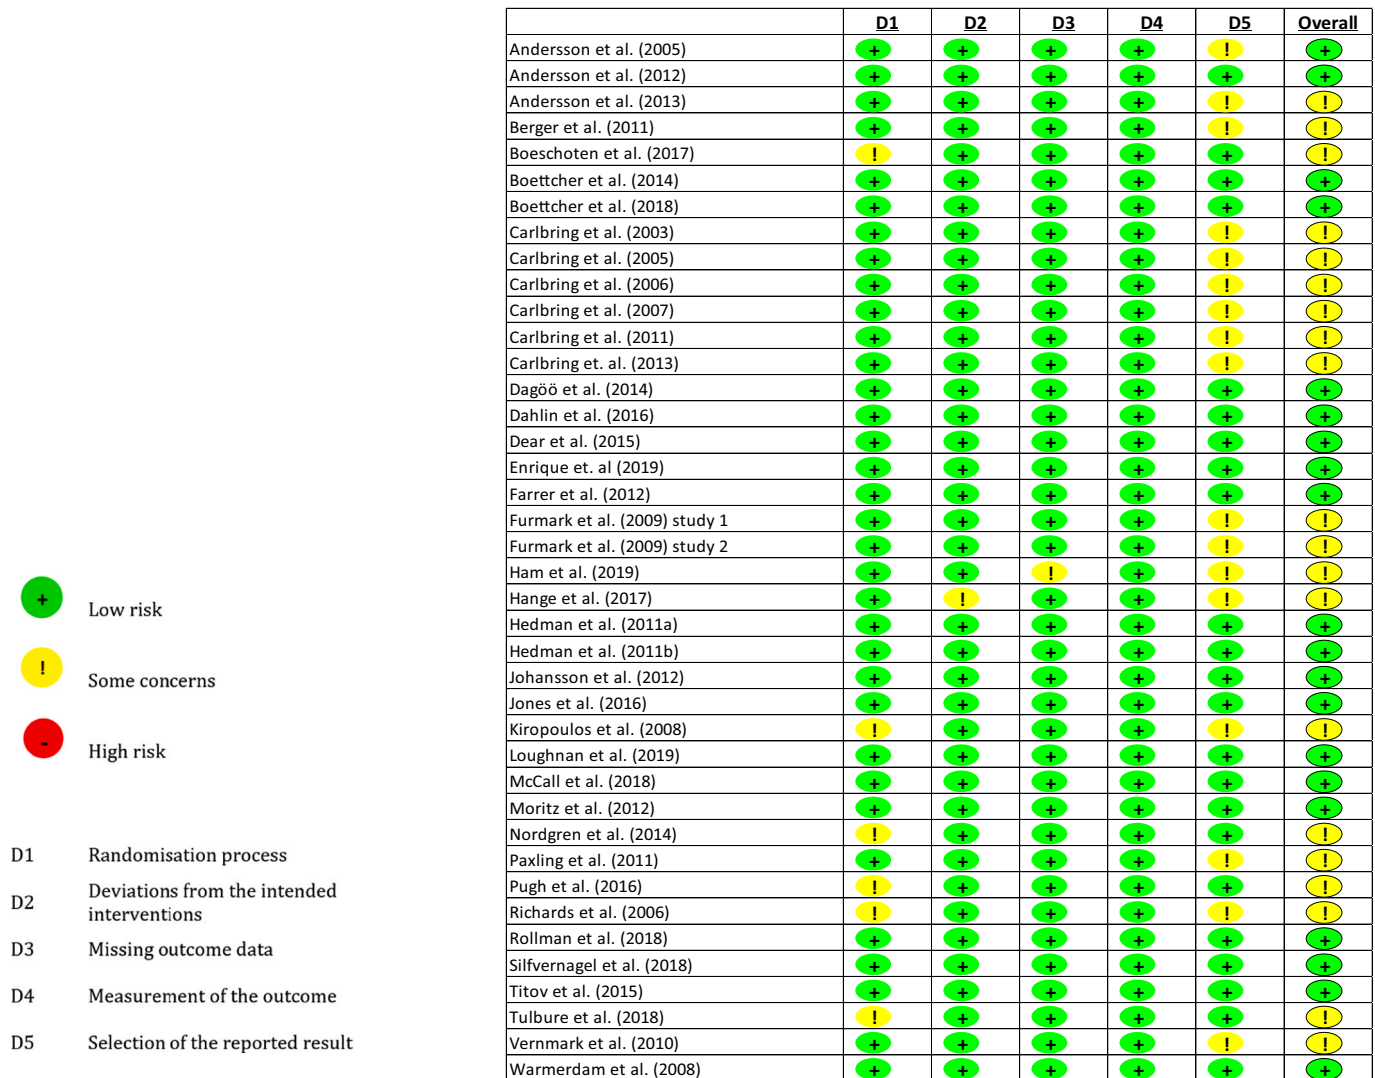 D1 D2 D3 D4 D5 Overall
Andersson et al. (2005) + + + + ! +
Andersson et al. (2012) + + + + + +
Andersson et al. (2013) + + + + ! !
Berger et al. (2011) + + + + ! !
Boeschoten et al. (2017) ! + + + + !
Boettcher et al. (2014) + + + + + +
Boettcher et al. (2018) + + + + + +
Carlbring et al. (2003) + + + + ! !
Carlbring et al. (2005) + + + + ! !
Carlbring et al. (2006) + + + + ! !
Carlbring et al. (2007) + + + + ! !
Carlbring et al. (2011) + + + + ! !
Carlbring et. al. (2013) + + + + ! !
Dagöö et al. (2014) + + + + + +
Dahlin et al. (2016) + + + + + +
Dear et al. (2015) + + + + + +
Enrique et. al (2019) + + + + + +
Farrer et al. (2012) + + + + + +
Furmark et al. (2009) study 1 + + + + ! !
Furmark et al. (2009) study 2 + + + + ! !
Ham et al. (2019) + + ! + ! !
Hange et al. (2017) + ! + + ! !
Hedman et al. (2011a) + + + + + +
Hedman et al. (2011b) + + + + + +
Johansson et al. (2012) + + + + + +
Jones et al. (2016) + + + + + +
Kiropoulos et al. (2008) ! + + + ! !
Loughnan et al. (2019) + + + + + +
McCall et al. (2018) + + + + + +
Moritz et al. (2012) + + + + + +
Nordgren et al. (2014) ! + + + + !
Paxling et al. (2011) + + + + ! !
Pugh et al. (2016) ! + + + + !
Richards et al. (2006) ! + + + ! !
Rollman et al. (2018) + + + + + +
Silfvernagel et al. (2018) + + + + + +
Titov et al. (2015) + + + + + +
Tulbure et al. (2018) ! + + + + !
Vernmark et al. (2010) + + + + ! !
Warmerdam et al. (2008) + + + + + +
+ Low risk
! Some concerns
- High risk
D1 Randomisation process
D2 Deviations from the intended
interventions
D3 Missing outcome data
D4 Measurement of the outcome
D5 Selection of the reported result